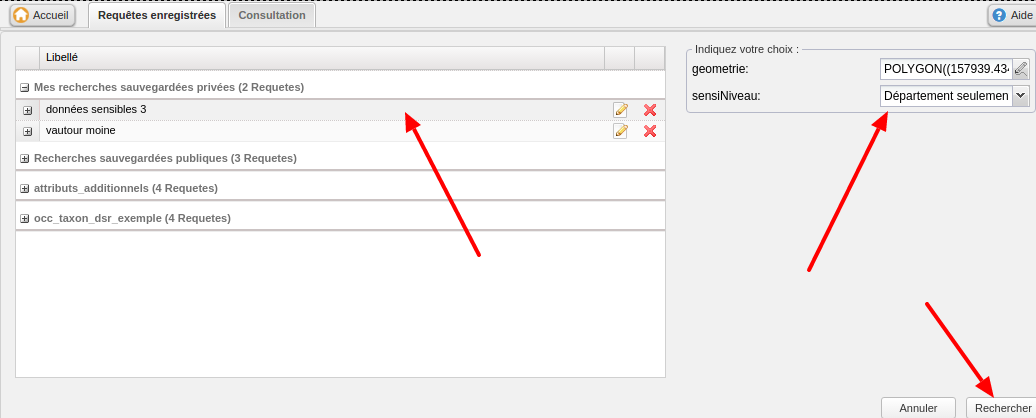 Accueil
Requêtes enregistrées
Consultation
Aide
Libellé
Mes recherches sauvegardées privées (2 Requetes)
données sensibles 3
vautour moine
Recherches sauvegardées publiques (3 Requetes)
attributs_additionnels (4 Requetes)
occ_taxon_dsr_exemple (4 Requetes)
Indiquez votre choix :
geometrie:
POLYGON((157939.434
sensiNiveau:
Département seulemen
Annuler
Rechercher